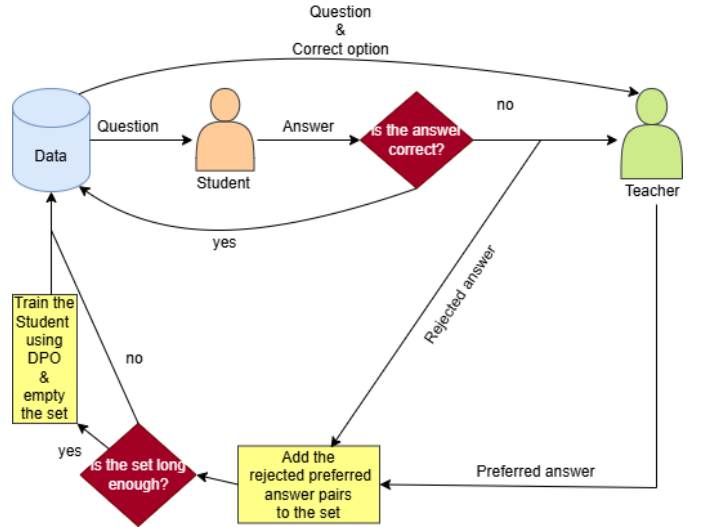 Question
&
Correct option
Question
Answer
Is the answer
correct?
no
Data
Student
Teacher
yes
Rejected answer
Train the
Student
using
DPO
&
empty
the set
no
yes
Is the set long
enough?
Add the
rejected preferred
answer pairs
to the set
Preferred answer